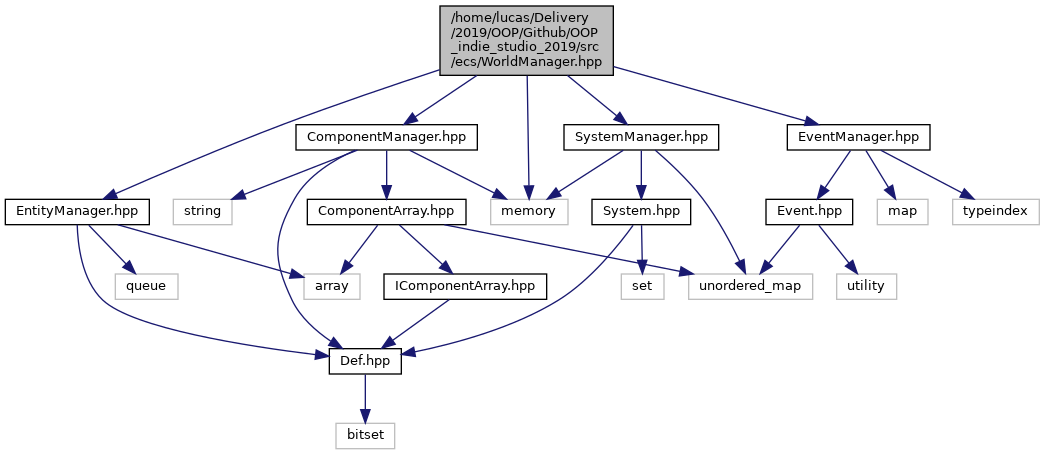 /home/lucas/Delivery
/2019/OOP/Github/OOP
_indie_studio_2019/src
/ecs/WorldManager.hpp
ComponentManager.hpp
SystemManager.hpp
EventManager.hpp
EntityManager.hpp
string
ComponentArray.hpp
memory
System.hpp
Event.hpp
map
typeindex
queue
array
IComponentArray.hpp
set
unordered_map
utility
Def.hpp
bitset